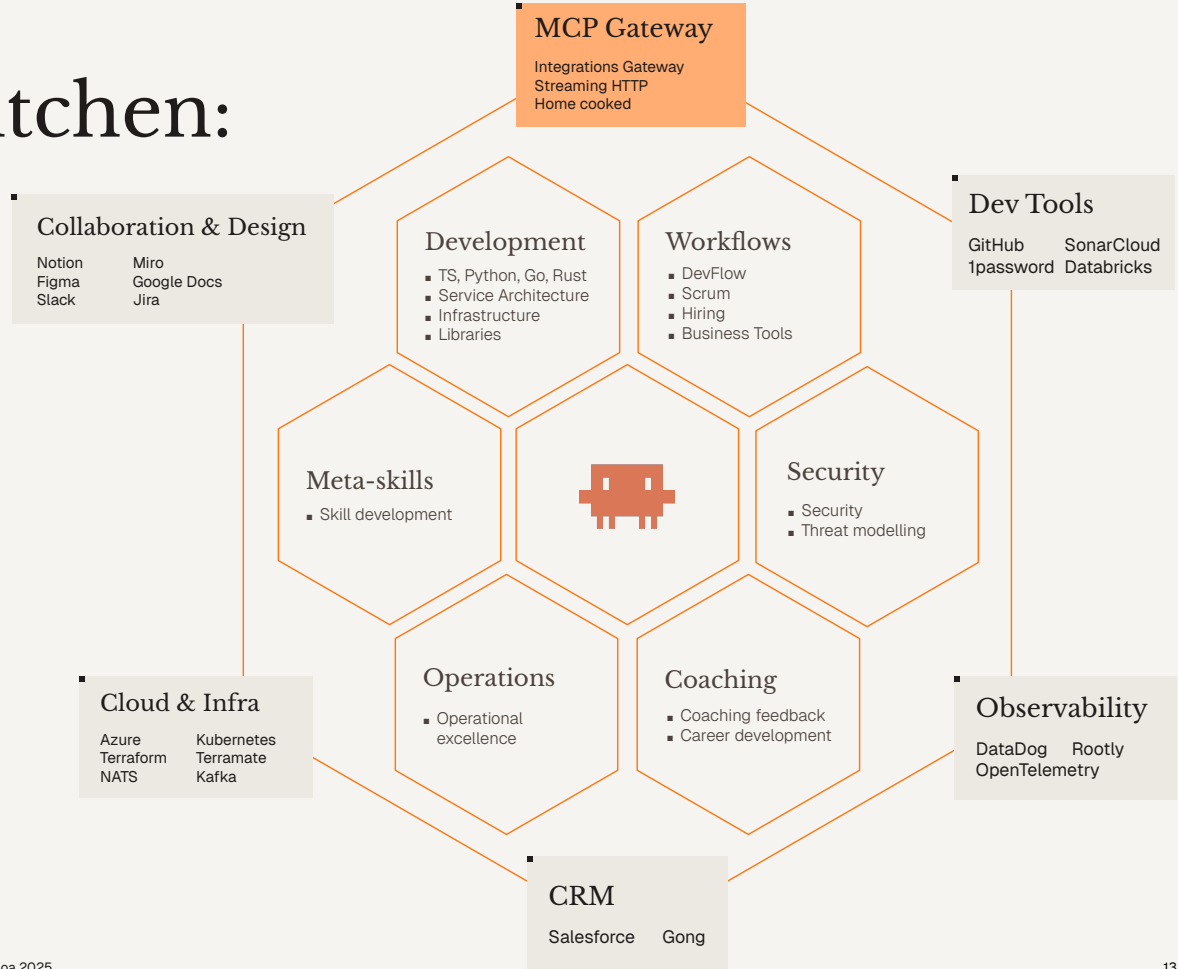 MCP Gateway
Integrations Gateway
Streaming HTTP
Home cooked
tchen:
Collaboration & Design
Notion Miro
Figma Google Docs
Slack Jira
Dev Tools
GitHub SonarCloud
1password Databricks
Development
TS, Python, Go, Rust
Service Architecture
Infrastructure
Libraries
Workflows
DevFlow
Scrum
Hiring
Business Tools
Meta-skills
Skill development
Security
Security
Threat modelling
Operations
Operational
excellence
Coaching
Coaching feedback
Career development
Cloud & Infra
Azure Kubernetes
Terraform Terramate
NATS Kafka
Observability
DataDog Rootly
OpenTelemetry
CRM
Salesforce Gong
oa 2025
13